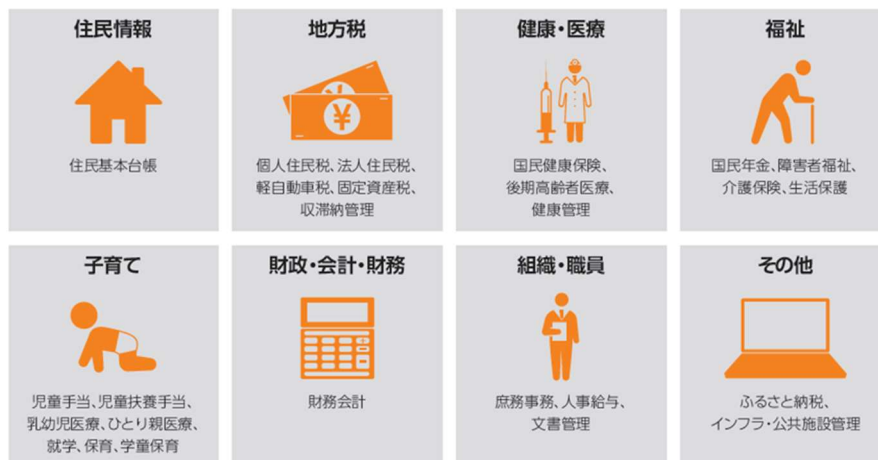 住民情報
住民基本台帳
地方税
¥
個人住民税、法人住民税、
軽自動車税、固定資産税、
収滞納管理
健康・医療
国民健康保険、
後期高齢者医療、
健康管理
福祉
国民年金、障害者福祉、
介護保険、生活保護
子育て
児童手当、児童扶養手当、
乳幼児医療、ひとり親医療、
就学、保育、学童保育
財政・会計・財務
財務会計
組織・職員
庶務事務、人事給与、
文書管理
その他
ふるさと納税、
インフラ・公共施設管理